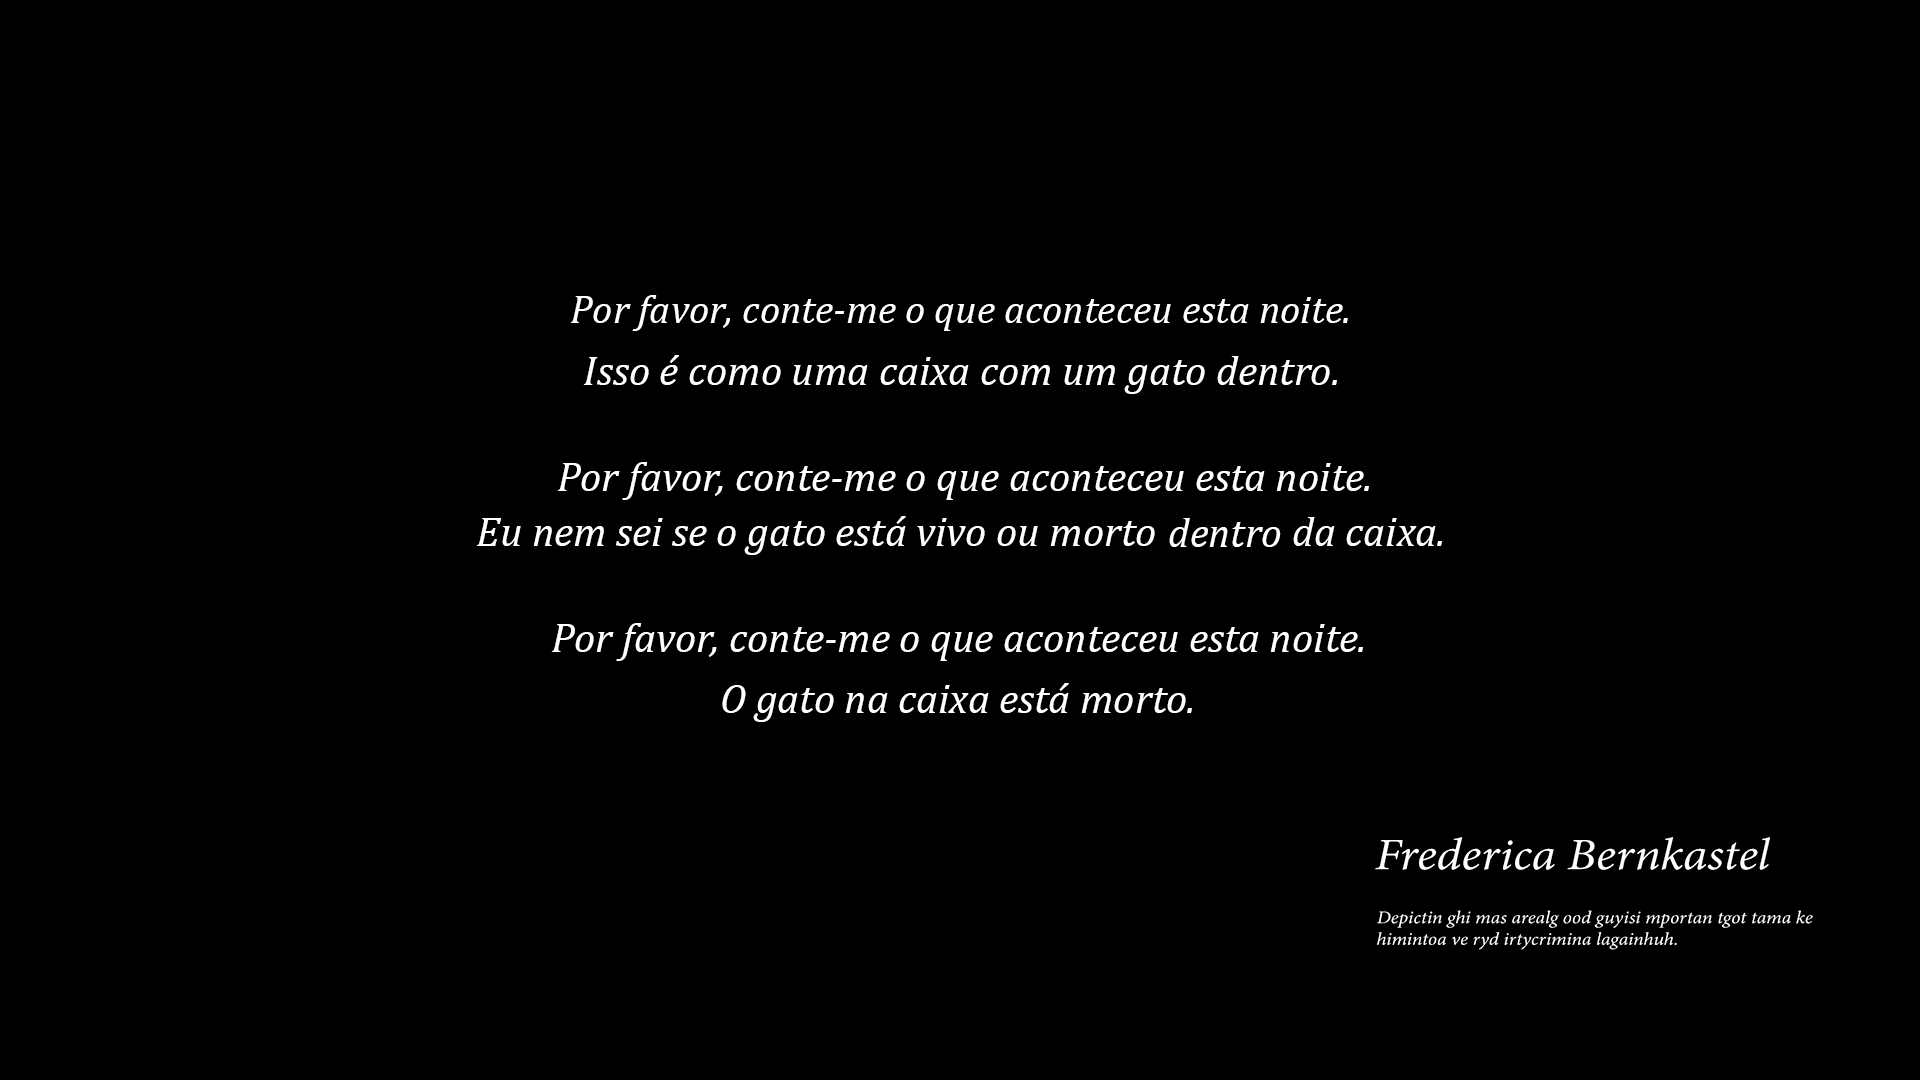 Por favor, conte-me o que aconteceu esta noite.
Isso é como uma caixa com um gato dentro.
Por favor, conte-me o que aconteceu esta noite.
Eu nem sei se o gato está vivo ou morto dentro da caixa.
Por favor, conte-me o que aconteceu esta noite.
O gato na caixa está morto.
Frederica Bernkastel
Depictin ghi mas arealg ood guyisi mportan tgot tama ke
himintoa ve ryd irtycrimina lagainhuh.